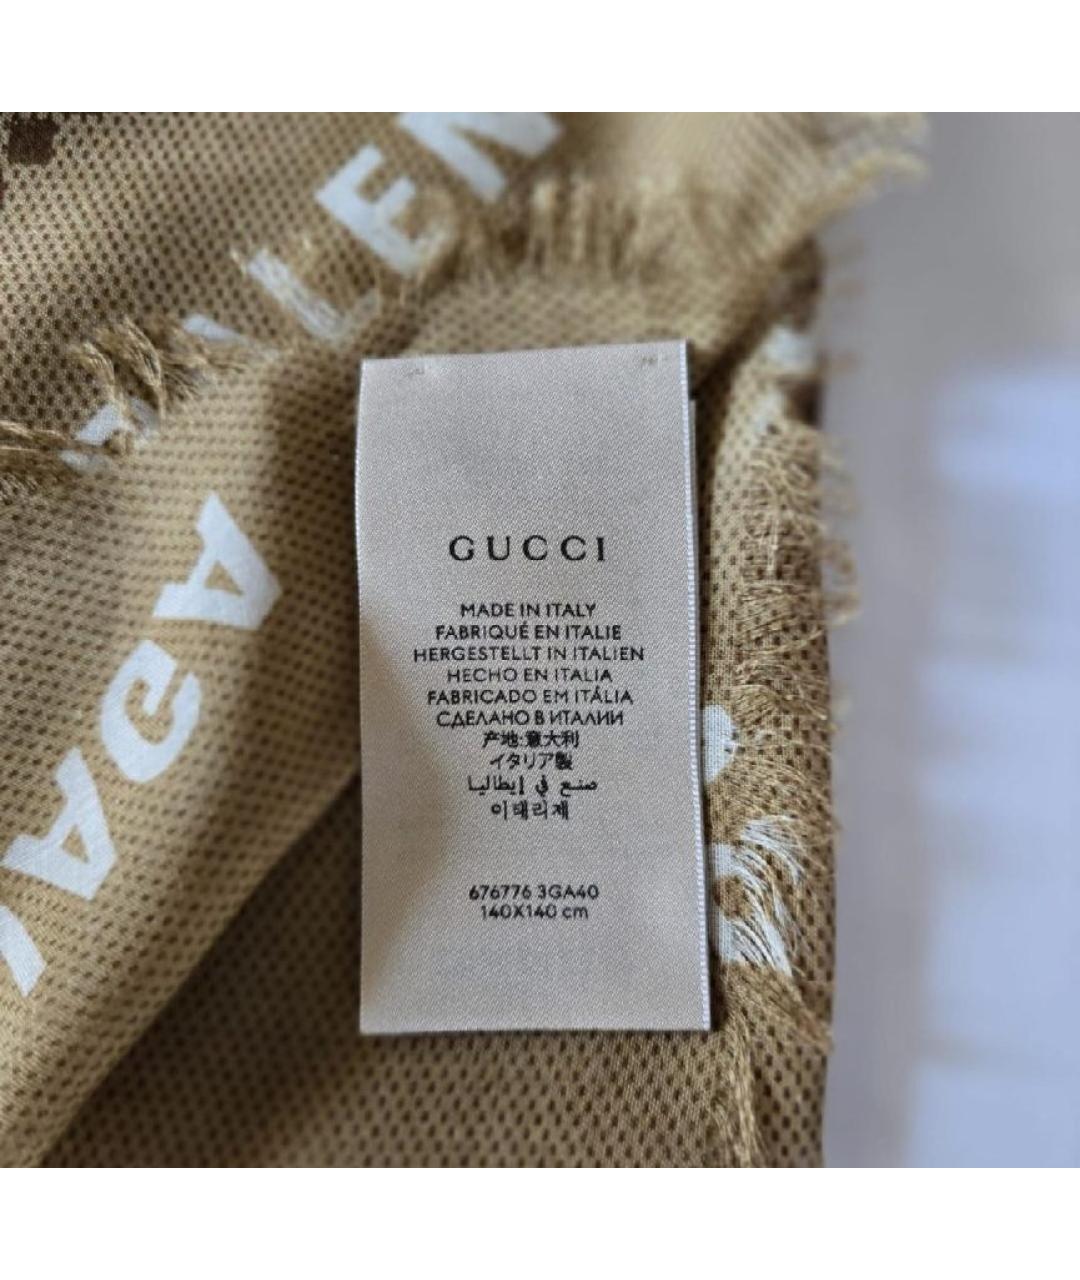 GUCCI
MADE IN ITALY
FABRIQUÉ EN ITALIE
HERGESTELLT IN ITALIEN
HECHO EN ITALIA
FABRICADO EM ITÁLIA
СДЕЛАНО В ИТАЛИИ
产地:意大利
イタリア製
صنع في إيطاليا
이태리제
676776 3GA40
140X140 cm